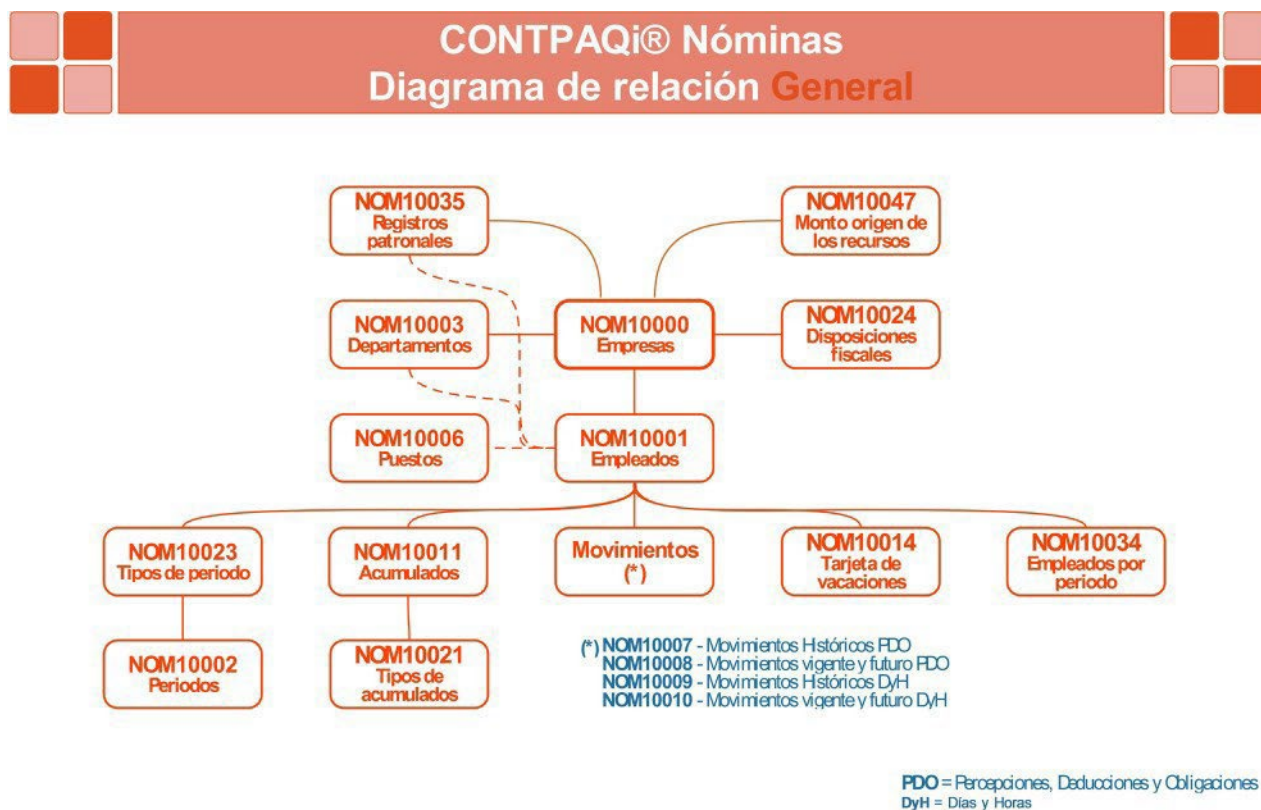 CONTPAQi® Nóminas
Diagrama de relación General
NOM10035
Registros
patronales
NOM10047
Monto origen de
los recursos
NOM10003
Departamentos
NOM10000
Empresas
NOM10024
Disposiciones
fiscales
NOM10006
Puestos
NOM10001
Empleados
NOM10023
Tipos de periodo
NOM10011
Acumulados
Movimientos
(*)
NOM10014
Tarjeta de
vacaciones
NOM10034
Empleados por
periodo
NOM10002
Periodos
NOM10021
Tipos de
acumulados
(*) NOM10007 - Movimientos Históricos PDO
NOM10008 - Movimientos vigente y futuro PDO
NOM10009 - Movimientos Históricos DyH
NOM10010 - Movimientos vigente y futuro DyH
PDO = Percepciones, Deducciones y Obligaciones
DyH = Días y Horas